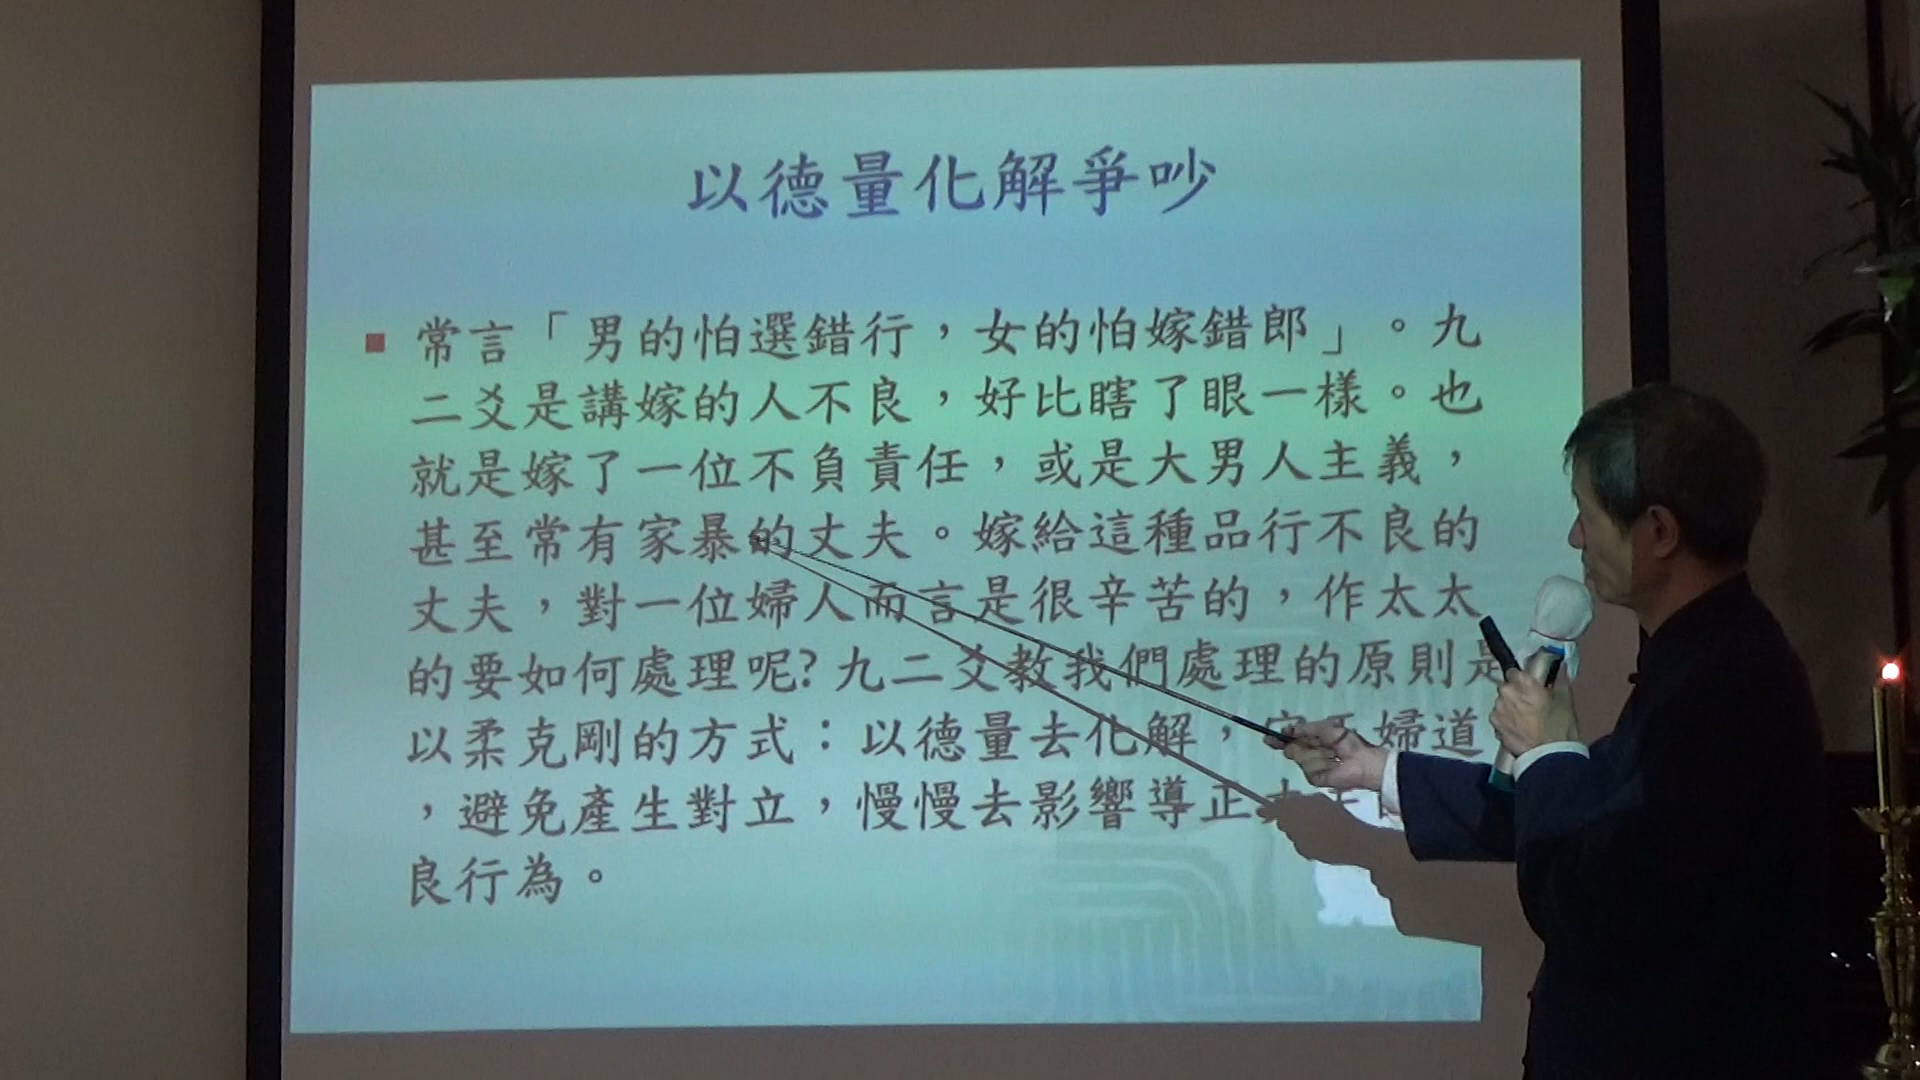 以德量化解爭吵
常言「男的怕選錯行，女的怕嫁錯郎」。九
二爻是講嫁的人不良，好比瞎了眼一樣。也
就是嫁了一位不負責任，或是大男人主義，
甚至常有家暴的丈夫。嫁給這種品行不良的
丈夫，對一位婦人而言是很辛苦的，作太太
的要如何處理呢?九二爻教我們處理的原則是
以柔克剛的方式：以德量去化解，婦道
，避免產生對立，慢慢去影響導正
良行為。